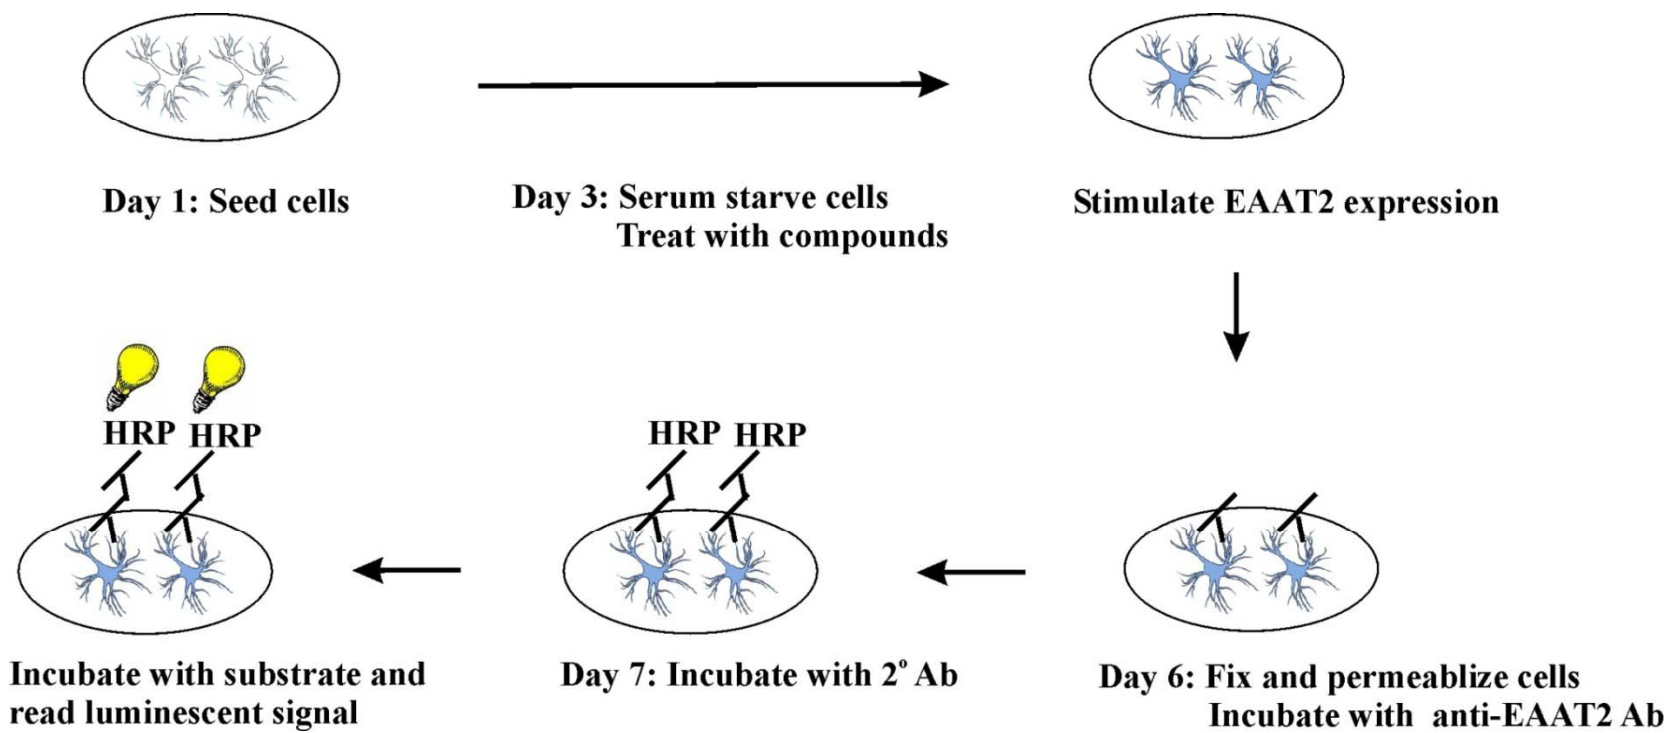 Day 1: Seed cells
Day 3: Serum starve cells
Treat with compounds
Stimulate EAAT2 expression
HRP HRP
Incubate with substrate and
read luminescent signal
HRP HRP
Day 7: Incubate with 2° Ab
Day 6: Fix and permeablize cells
Incubate with anti-EAAT2 Ab